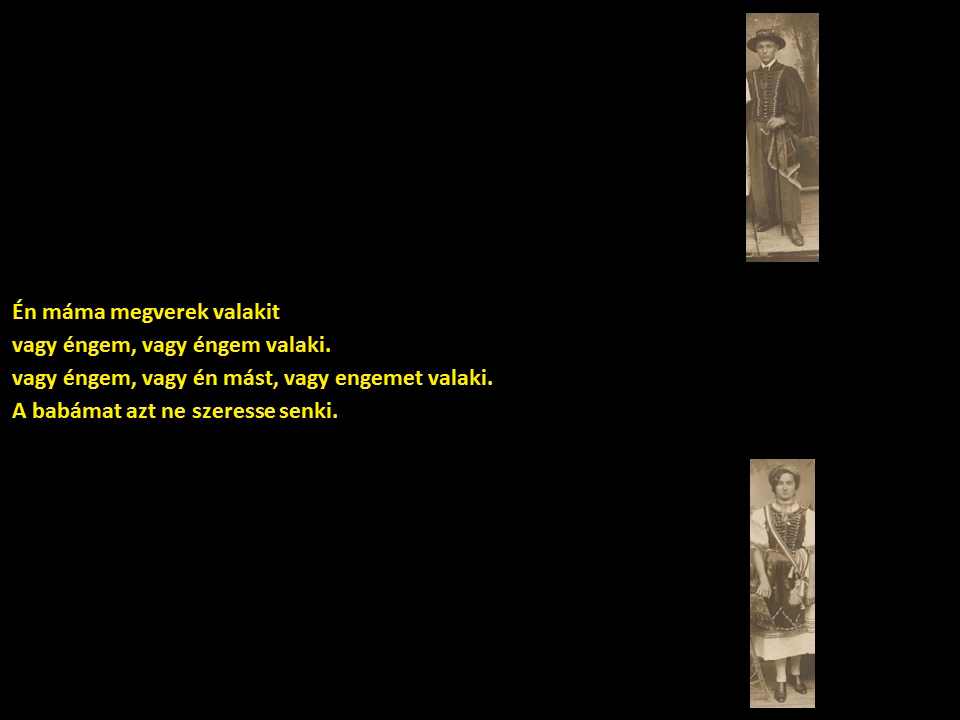 Én máma megverek valakit
vagy éngem, vagy éngem valaki.
vagy éngem, vagy én mást, vagy engemet valaki.
A babámat azt ne szeresse senki.